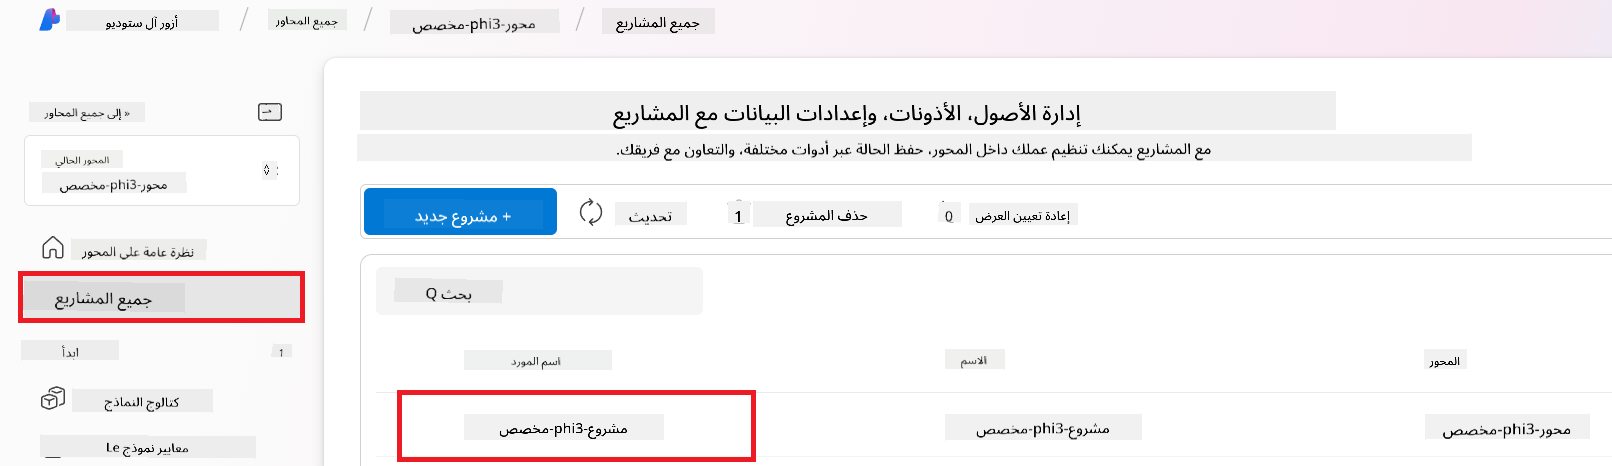 أزور آل ستوديو / جميع المحاور / محور-phi3-مخصص / جميع المشاريع
« إلى جميع المحاور
المحور الحالي
محور-phi3-مخصص
نظرة عامة على المحور
جميع المشاريع
ابدأ
1
كتالوج النماذج
معايير نموذج Le
إدارة الأصول، الأذونات، وإعدادات البيانات مع المشاريع
مع المشاريع يمكنك تنظيم عملك داخل المحور، حفظ الحالة عبر أدوات مختلفة، والتعاون مع فريقك.
+ مشروع جديد
تحديث
1 حذف المشروع
0 إعادة تعيين العرض
بحث Q
اسم المورد
الاسم
المحور
مشروع-phi3-مخصص
مشروع-phi3-مخصص
محور-phi3-مخصص